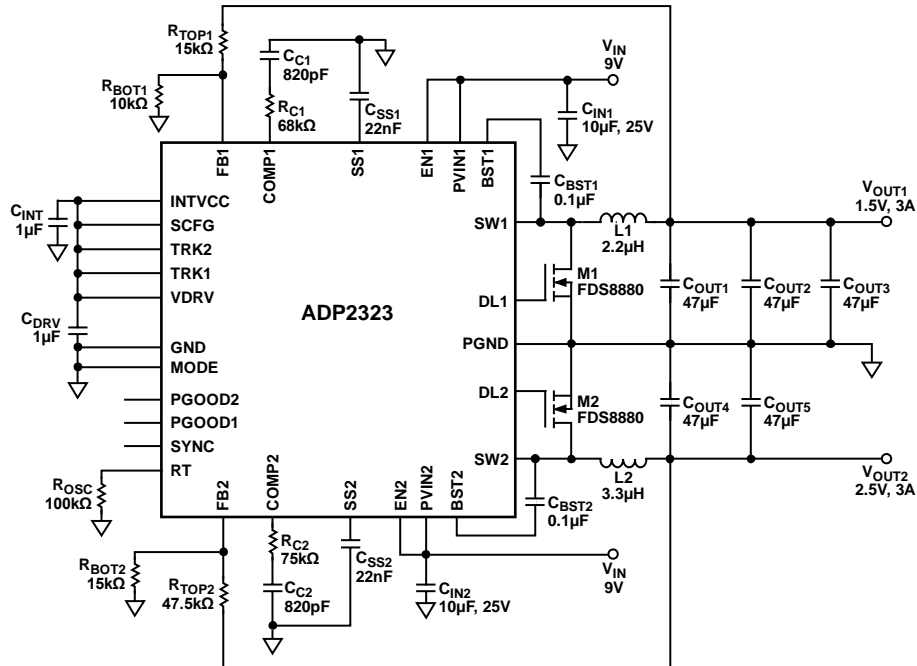 RTOP1
15kΩ
CC1
820pF
VIN
9V
RBOT1
10kΩ
RC1
68kΩ
CSS1
22nF
CIN1
10µF, 25V
FB1
COMP1
SS1
EN1
PVIN1
BST1
CBST1
0.1µF
INTVCC
CINT
1µF
SCFG
TRK2
TRK1
VDRV
CDRV
1µF
GND
MODE
PGOOD2
PGOOD1
SYNC
RT
ROSC
100kΩ
ADP2323
SW1
L1
2.2µH
VOUT1
1.5V, 3A
M1
FDS8880
DL1
COUT1
47µF
COUT2
47µF
COUT3
47µF
PGND
DL2
M2
FDS8880
COUT4
47µF
COUT5
47µF
SW2
L2
3.3µH
VOUT2
2.5V, 3A
FB2
COMP2
SS2
EN2
PVIN2
BST2
CBST2
0.1µF
RBOT2
15kΩ
RTOP2
47.5kΩ
RC2
75kΩ
CC2
820pF
CSS2
22nF
CIN2
10µF, 25V
VIN
9V